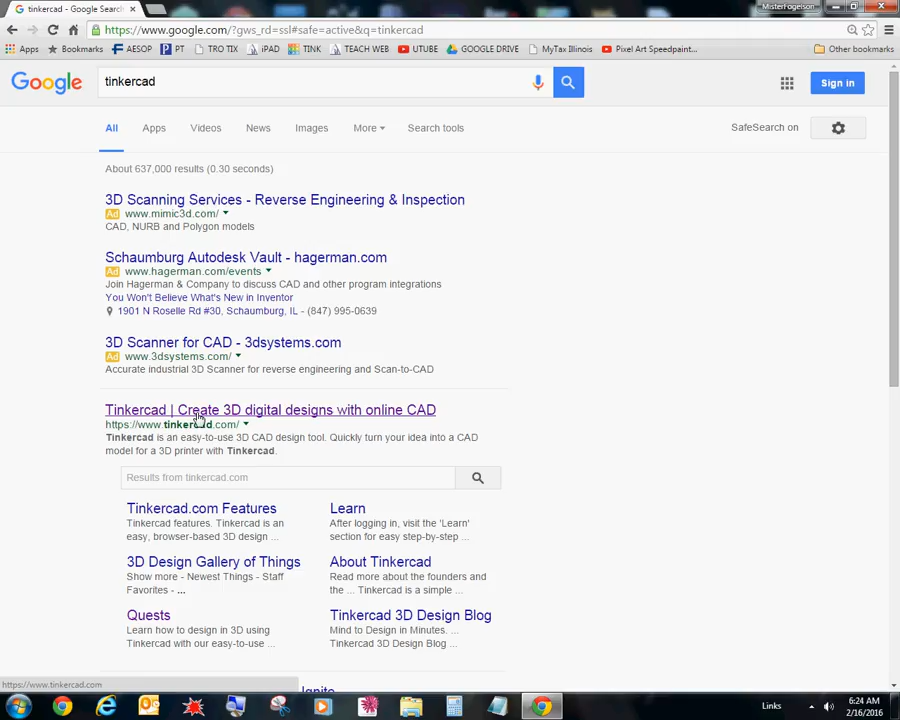 tinkercad - Google Search
MisterFogelson
https://www.google.com/?gws_rd=ssl#safe=active&q=tinkercad
Apps Bookmarks AESOP PT TRO TIX iPAD TINK TEACH WEB UTUBE GOOGLE DRIVE MyTax Illinois Pixel Art Speedpaint... Other bookmarks
Google tinkercad Sign in
All Apps Videos News Images More Search tools SafeSearch on
About 637,000 results (0.30 seconds)
3D Scanning Services - Reverse Engineering & Inspection
Ad www.mimic3d.com/
CAD, NURB and Polygon models
Schaumburg Autodesk Vault - hagerman.com
Ad www.hagerman.com/events
Join Hagerman & Company to discuss CAD and other program integrations
You Won't Believe What's New in Inventor
1901 N Roselle Rd #30, Schaumburg, IL - (847) 995-0639
3D Scanner for CAD - 3dsystems.com
Ad www.3dsystems.com/
Accurate industrial 3D Scanner for reverse engineering and Scan-to-CAD
Tinkercad | Create 3D digital designs with online CAD
https://www.tinkercad.com/
Tinkercad is an easy-to-use 3D CAD design tool. Quickly turn your idea into a CAD
model for a 3D printer with Tinkercad.
Results from tinkercad.com
Tinkercad.com Features
Tinkercad features. Tinkercad is an
easy, browser-based 3D design ...
Learn
After logging in, visit the 'Learn'
section for easy step-by-step ...
3D Design Gallery of Things
Show more - Newest Things - Staff
Favorites - ...
About Tinkercad
Read more about the founders and
the ... Tinkercad is a simple ...
Quests
Learn how to design in 3D using
Tinkercad with our easy-to-use ...
Tinkercad 3D Design Blog
Mind to Design in Minutes. ...
Tinkercad 3D Design Blog ...
https://www.tinkercad.com
Ignite
Links
6:24 AM
2/16/2016